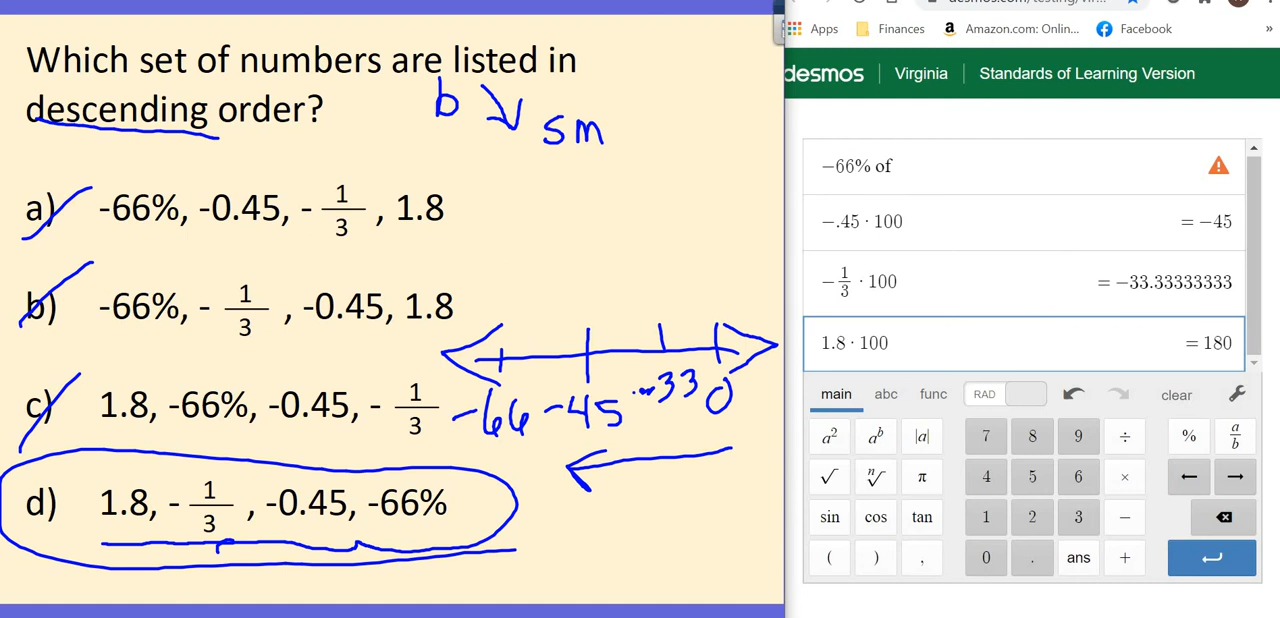 Which set of numbers are listed in
descending order?
b sm
a) -66%, -0.45, - 1/3 , 1.8
b) -66%, - 1/3 , -0.45, 1.8
c) 1.8, -66%, -0.45, - 1/3
-66 -45 -33 0
d) 1.8, - 1/3 , -0.45, -66%
Apps Finances a Amazon.com: Onlin... Facebook »
desmos Virginia Standards of Learning Version
−66% of
−.45 · 100 = −45
− 1/3 · 100 = −33.33333333
1.8 · 100 = 180
main abc func RAD clear
a² aᵇ |a| 7 8 9 ÷ % a/b
√ ⁿ√ π 4 5 6 × ← →
sin cos tan 1 2 3 −
( ) , 0 . ans +